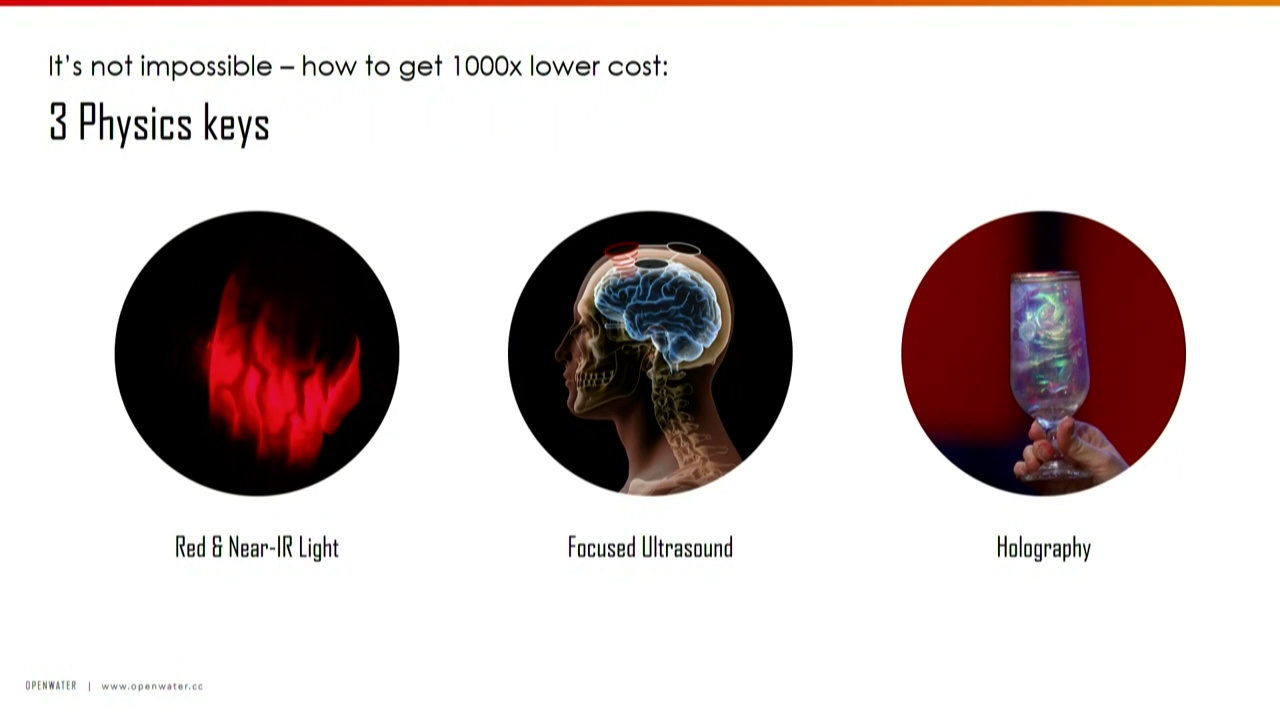 It's not impossible – how to get 1000x lower cost:
3 Physics keys
Red & Near-IR Light
Focused Ultrasound
Holography
OPENWATER | www.openwater.cc